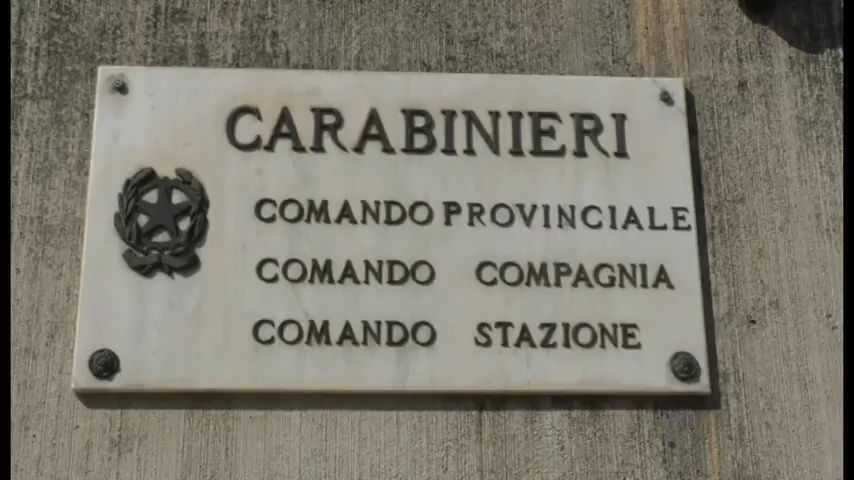 CARABINIERI
COMANDO PROVINCIALE
COMANDO COMPAGNIA
COMANDO STAZIONE